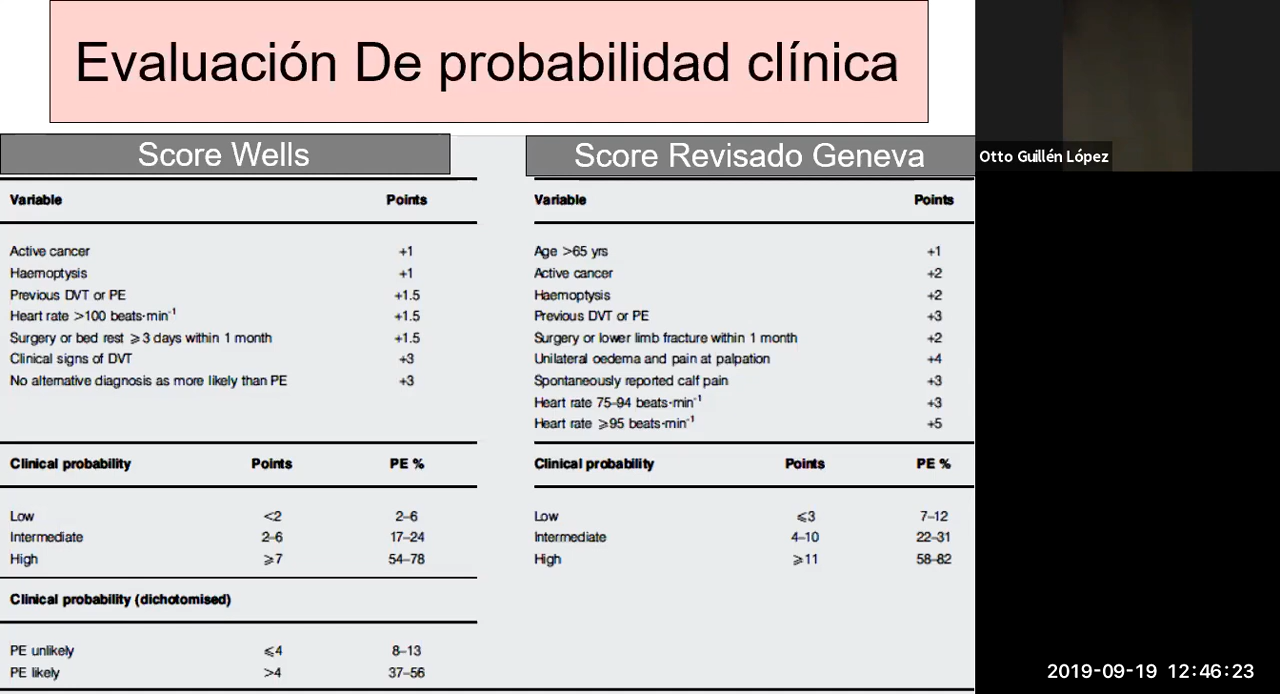 Evaluación De probabilidad clínica
Score Wells
Variable Points
Active cancer +1
Haemoptysis +1
Previous DVT or PE +1.5
Heart rate >100 beats·min⁻¹ +1.5
Surgery or bed rest ⩾3 days within 1 month +1.5
Clinical signs of DVT +3
No alternative diagnosis as more likely than PE +3
Clinical probability Points PE %
Low <2 2–6
Intermediate 2–6 17–24
High ⩾7 54–78
Clinical probability (dichotomised)
PE unlikely ⩽4 8–13
PE likely >4 37–56
Score Revisado Geneva
Variable Points
Age >65 yrs +1
Active cancer +2
Haemoptysis +2
Previous DVT or PE +3
Surgery or lower limb fracture within 1 month +2
Unilateral oedema and pain at palpation +4
Spontaneously reported calf pain +3
Heart rate 75–94 beats·min⁻¹ +3
Heart rate ⩾95 beats·min⁻¹ +5
Clinical probability Points PE %
Low ⩽3 7–12
Intermediate 4–10 22–31
High ⩾11 58–82
Otto Guillén López
2019-09-19 12:46:23